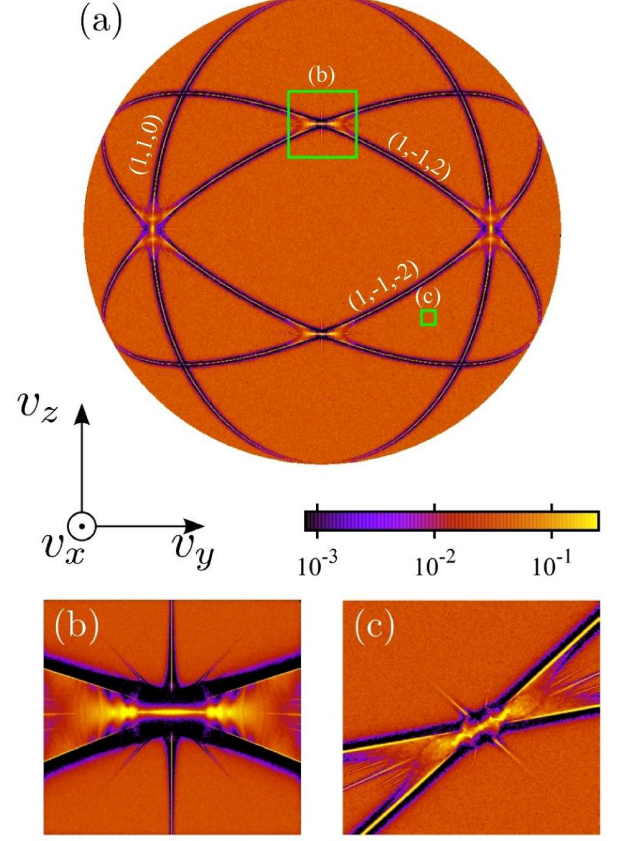 (a)
(b)
(1,1,0)
(1,-1,2)
(1,-1,-2)
(c)
v_z
v_x
v_y
10^-3
10^-2
10^-1
(b)
(c)